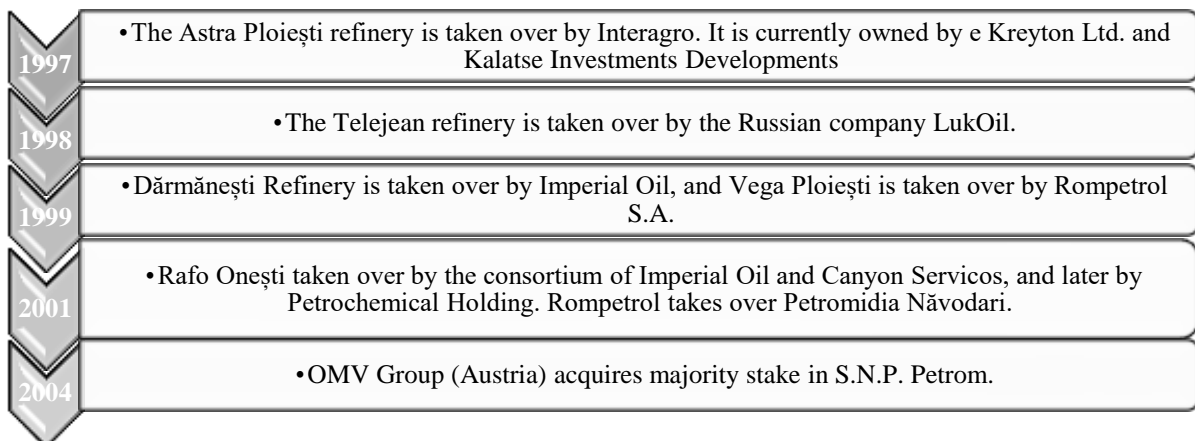 1997
•The Astra Ploiești refinery is taken over by Interagro. It is currently owned by e Kreyton Ltd. and
Kalatse Investments Developments
1998
•The Telejean refinery is taken over by the Russian company LukOil.
1999
•Dărmănești Refinery is taken over by Imperial Oil, and Vega Ploiești is taken over by Rompetrol
S.A.
2001
•Rafo Onești taken over by the consortium of Imperial Oil and Canyon Servicos, and later by
Petrochemical Holding. Rompetrol takes over Petromidia Năvodari.
2004
•OMV Group (Austria) acquires majority stake in S.N.P. Petrom.